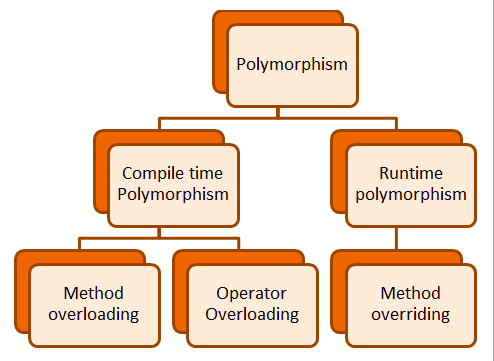 Polymorphism
Compile time
Polymorphism
Runtime
polymorphism
Method
overloading
Operator
Overloading
Method
overriding